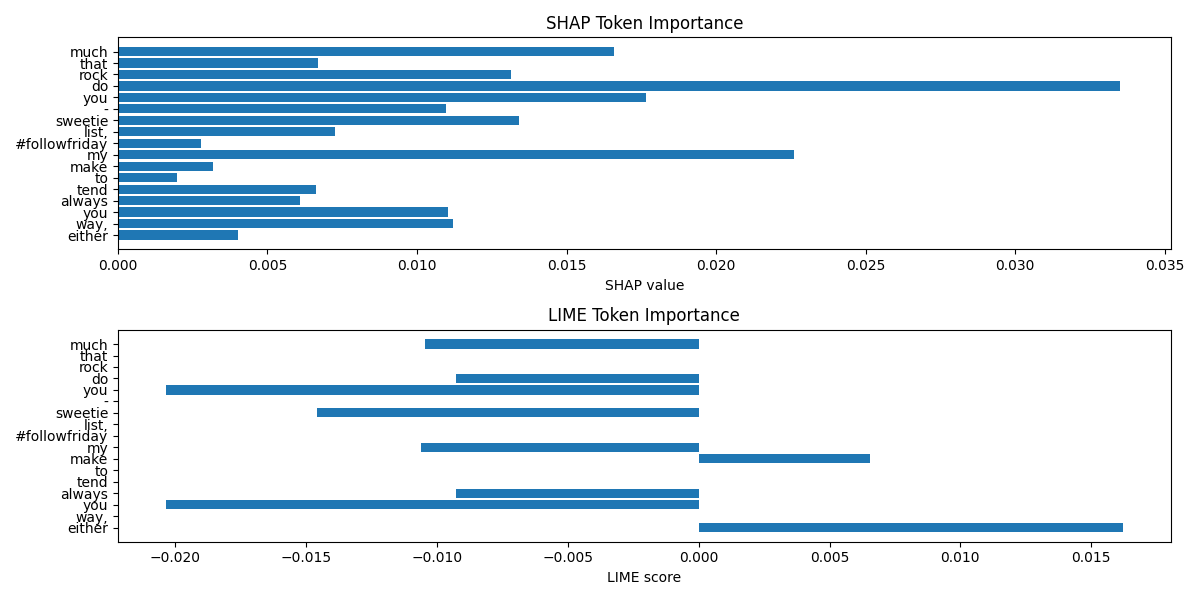 SHAP Token Importance
much
that
rock
do
you
-
sweetie
list,
#followfriday
my
make
to
tend
always
you
way,
either
0.000 0.005 0.010 0.015 0.020 0.025 0.030 0.035
SHAP value
LIME Token Importance
much
that
rock
do
you
-
sweetie
list,
#followfriday
my
make
to
tend
always
you
way,
either
−0.020 −0.015 −0.010 −0.005 0.000 0.005 0.010 0.015
LIME score